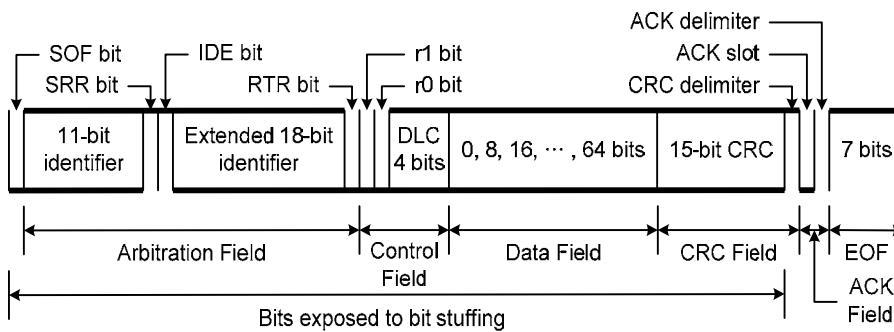 ACK delimiter
SOF bit
IDE bit
r1 bit
ACK slot
SRR bit
RTR bit
r0 bit
CRC delimiter
11-bit
identifier
Extended 18-bit
identifier
DLC
4 bits
0, 8, 16, ··· , 64 bits
15-bit CRC
7 bits
Arbitration Field
Control
Field
Data Field
CRC Field
EOF
ACK
Field
Bits exposed to bit stuffing